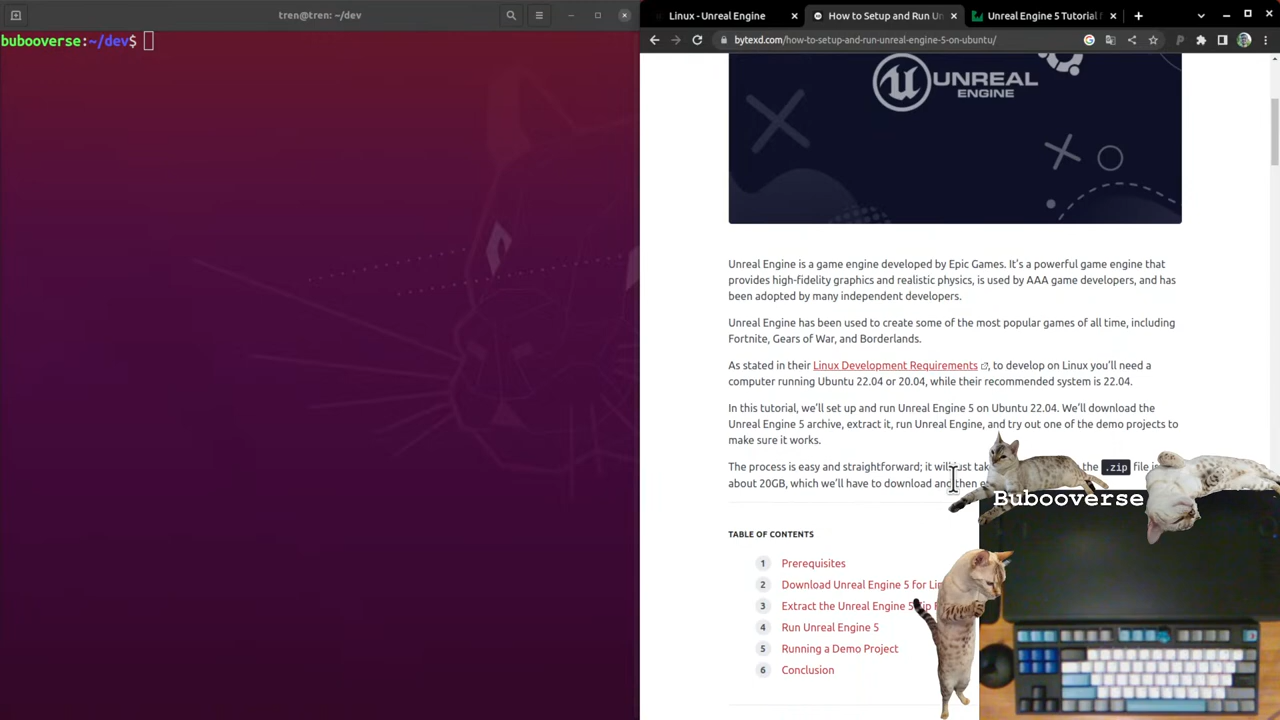 tren@tren: ~/dev
bubooverse:~/dev$
Linux - Unreal Engine
How to Setup and Run Un
Unreal Engine 5 Tutorial
bytexd.com/how-to-setup-and-run-unreal-engine-5-on-ubuntu/
UNREAL
ENGINE
Unreal Engine is a game engine developed by Epic Games. It's a powerful game engine that
provides high-fidelity graphics and realistic physics, is used by AAA game developers, and has
been adopted by many independent developers.
Unreal Engine has been used to create some of the most popular games of all time, including
Fortnite, Gears of War, and Borderlands.
As stated in their Linux Development Requirements, to develop on Linux you'll need a
computer running Ubuntu 22.04 or 20.04, while their recommended system is 22.04.
In this tutorial, we'll set up and run Unreal Engine 5 on Ubuntu 22.04. We'll download the
Unreal Engine 5 archive, extract it, run Unreal Engine, and try out one of the demo projects to
make sure it works.
The process is easy and straightforward; it will just tak the .zip file i
about 20GB, which we'll have to download and then e
Bubooverse
TABLE OF CONTENTS
1 Prerequisites
2 Download Unreal Engine 5 for Li
3 Extract the Unreal Engine 5 Zip
4 Run Unreal Engine 5
5 Running a Demo Project
6 Conclusion